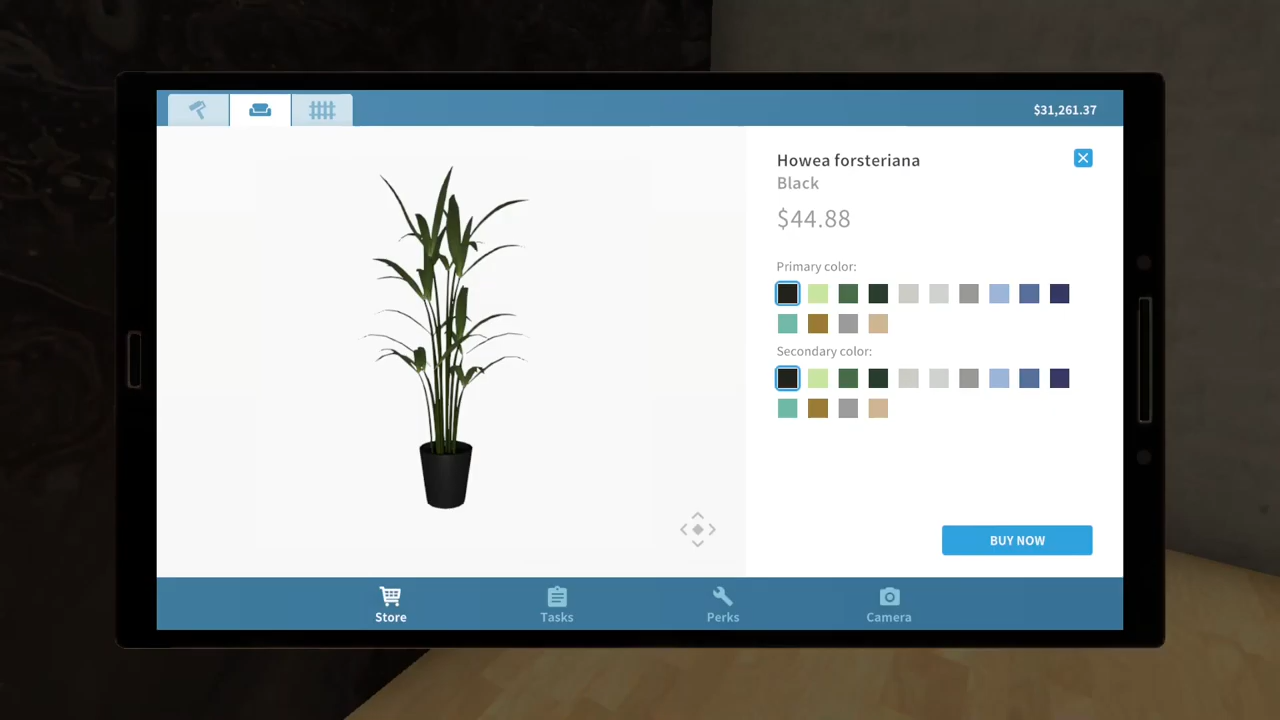 $31,261.37
Howea forsteriana
Black
$44.88
Primary color:
Secondary color:
BUY NOW
Store
Tasks
Perks
Camera